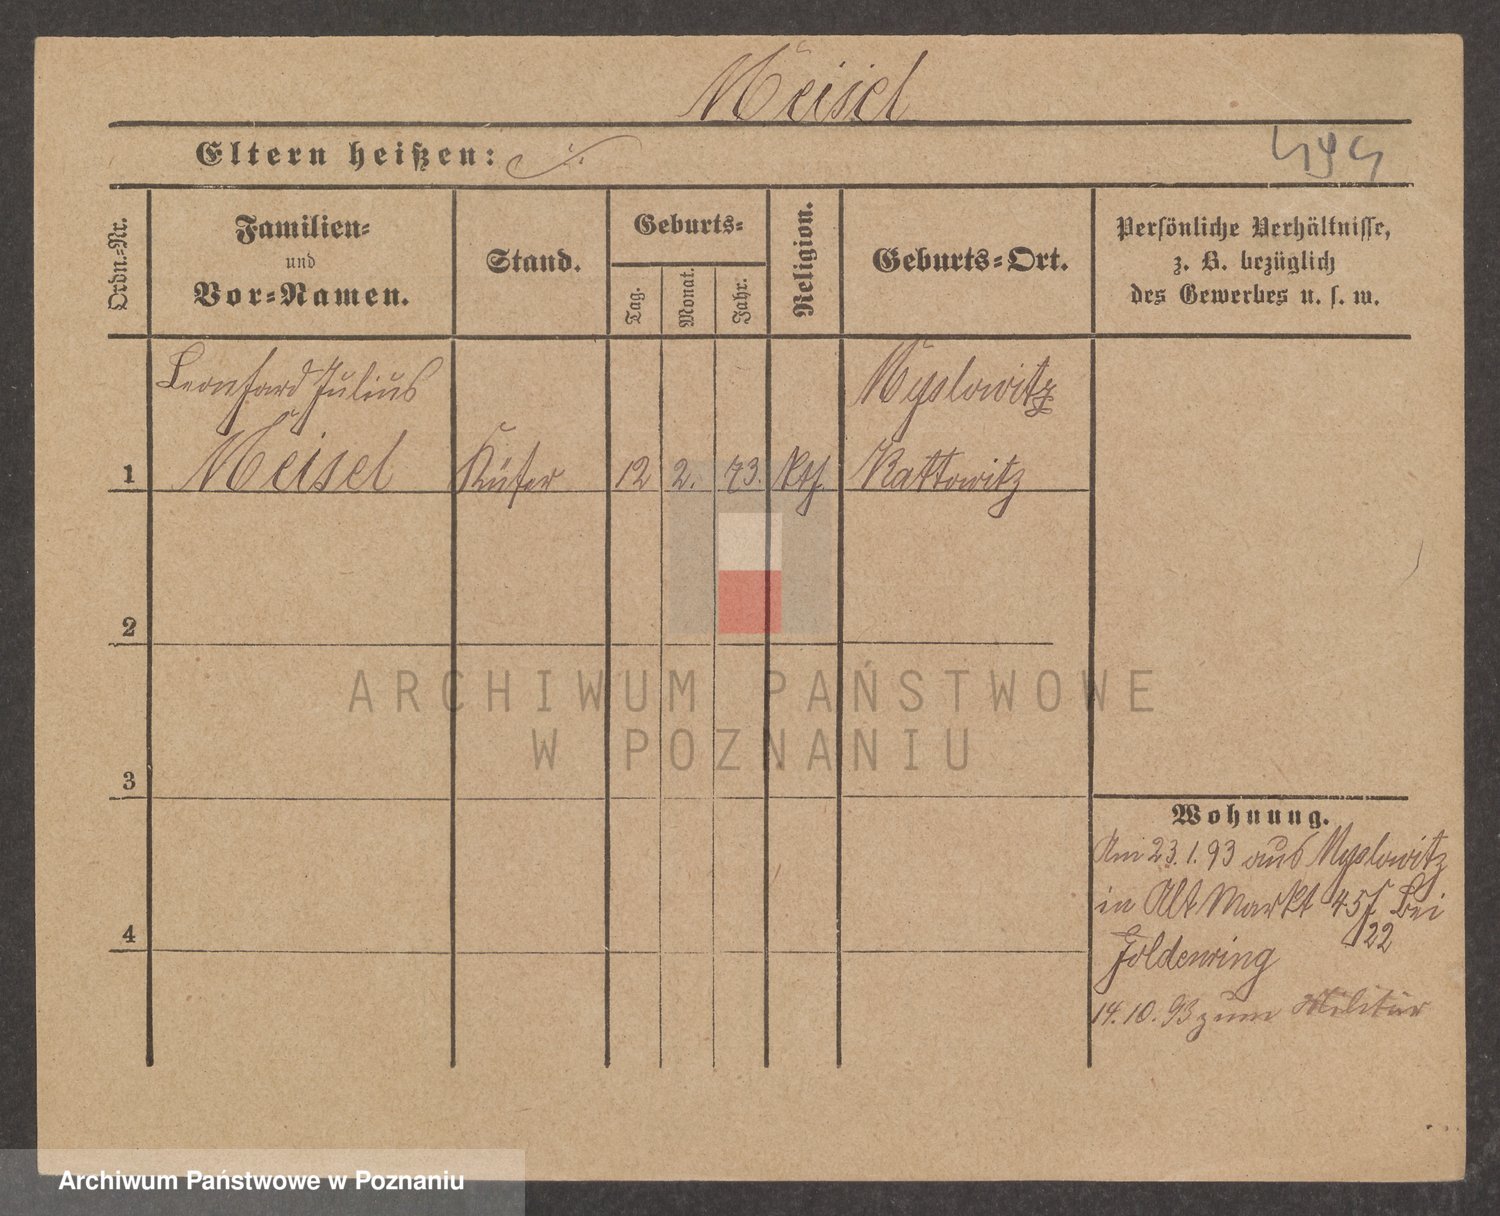 Meisel
Eltern heißen: ./.
Ordn.-Nr.
Familien-
und
Vor-Namen.
Stand.
Geburts-
Tag.
Monat.
Jahr.
Religion.
Geburts-Ort.
Persönliche Verhältnisse,
z. B. bezüglich
des Gewerbes u. s. w.
Leonhard Julius
Meisel
1
Küfer
12
2.
73.
Kth.
Myslowitz
Kattowitz
2
ARCHIWUM PAŃSTWOWE
W POZNANIU
3
4
Wohnung.
Am 23.1.93 aus Myslowitz
in Alt Markt 45 bei
22
Goldenring
14.10.93 zum Militär
Archiwum Państwowe w Poznaniu